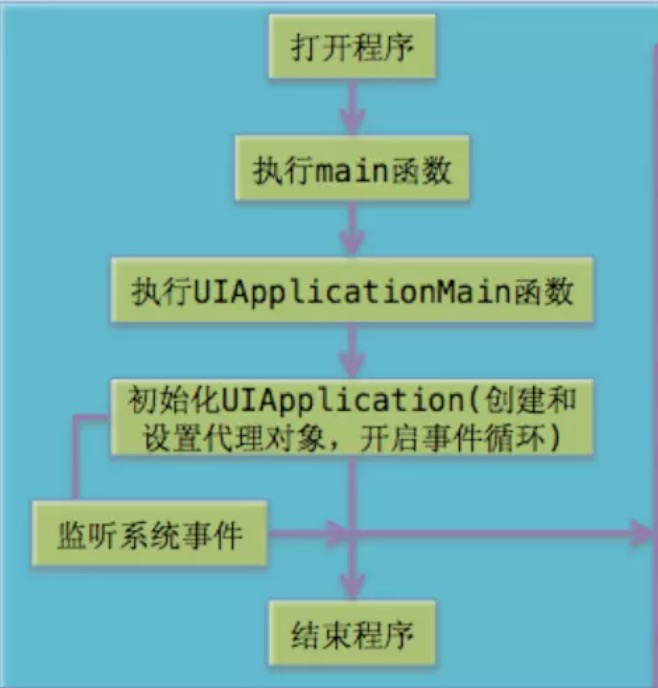 打开程序
执行main函数
执行UIApplicationMain函数
初始化UIApplication(创建和
设置代理对象，开启事件循环)
监听系统事件
结束程序